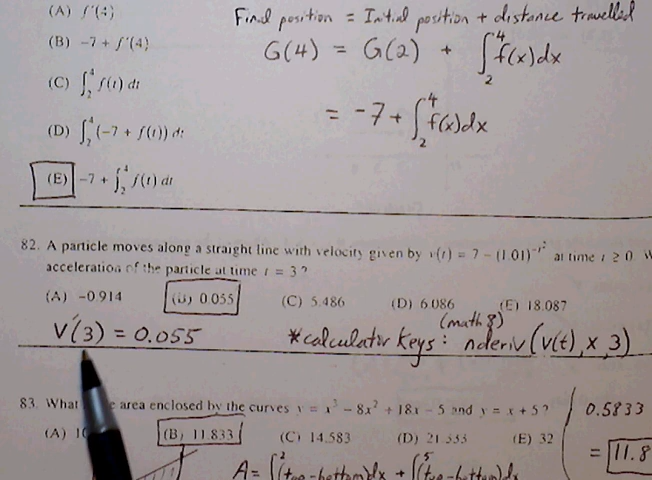 (A) f'(4)
Final position = Initial position + distance travelled
(B) −7 + f'(4)
G(4) = G(2) + ∫₂⁴ f(x)dx
(C) ∫₂⁴ f(t) dt
= −7 + ∫₂⁴ f(x)dx
(D) ∫₂⁴ (−7 + f(t)) dt
(E) −7 + ∫₂⁴ f(t) dt
82. A particle moves along a straight line with velocity given by v(t) = 7 − (1.01)^(−t²) at time t ≥ 0
acceleration of the particle at time t = 3?
(A) −0.914 (B) 0.055 (C) 5.486 (D) 6.086 (E) 18.087
V'(3) = 0.055 *calculator keys: (math 8) nderiv(V(t), x, 3)
83. What area enclosed by the curves y = x³ − 8x² + 18x − 5 and y = x + 5? 0.5833
(A) (B) 11.833 (C) 14.583 (D) 21.333 (E) 32 = 11.8
A = ∫² (top − bottom)dx + ∫⁵ (top − bottom)dx